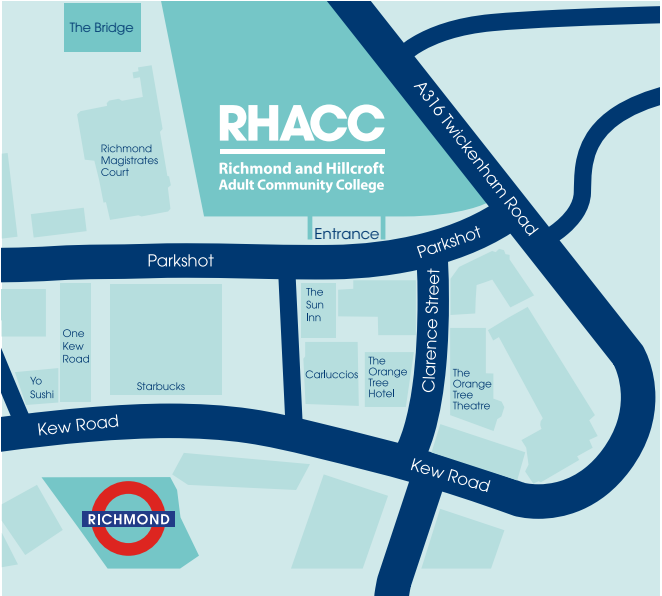 The Bridge
A316 Twickenham Road
RHACC
Richmond and Hillcroft
Adult Community College
Richmond
Magistrates
Court
Entrance
Parkshot
Parkshot
The
Sun
Inn
Clarence Street
One
Kew
Road
Yo
Sushi
Starbucks
Carluccios
The
Orange
Tree
Hotel
The
Orange
Tree
Theatre
Kew Road
Kew Road
RICHMOND